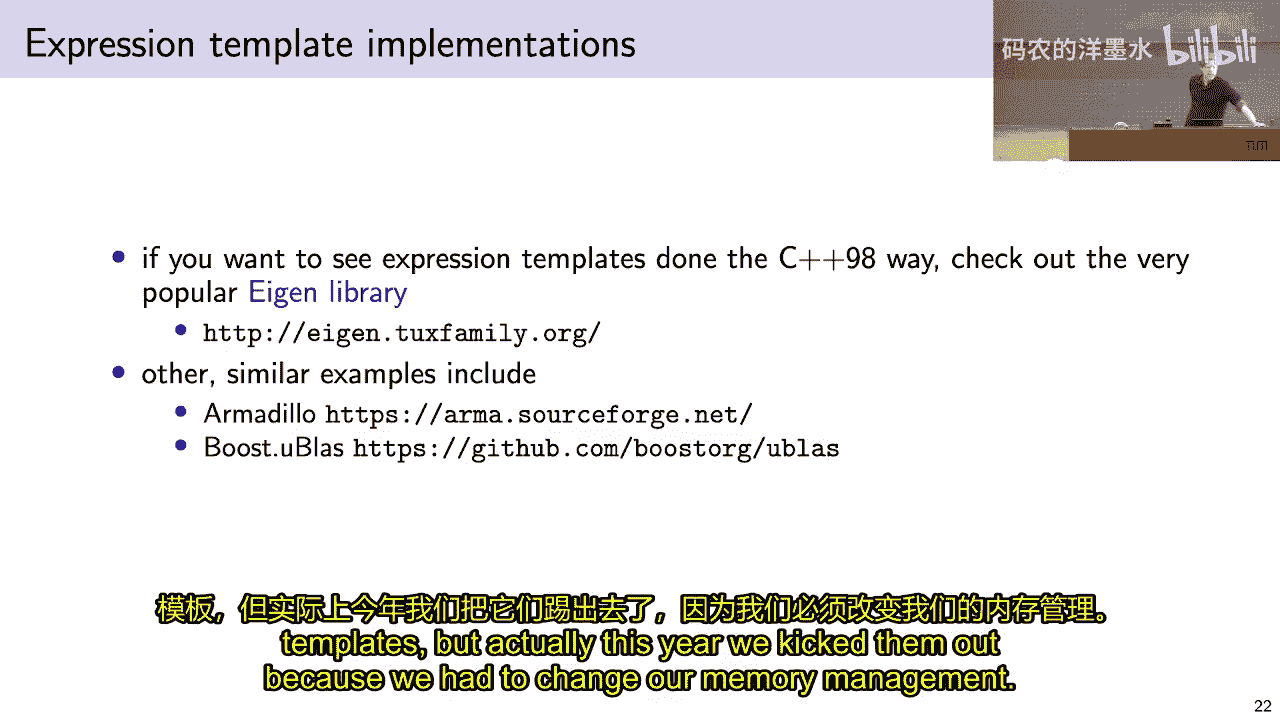 Expression template implementations
码农的洋墨水 bilibili
TUM
• if you want to see expression templates done the C++98 way, check out the very
popular Eigen library
• http://eigen.tuxfamily.org/
• other, similar examples include
• Armadillo https://arma.sourceforge.net/
• Boost.uBlas https://github.com/boostorg/ublas
模板，但实际上今年我们把它们踢出去了，因为我们必须改变我们的内存管理。
templates, but actually this year we kicked them out
because we had to change our memory management.
22